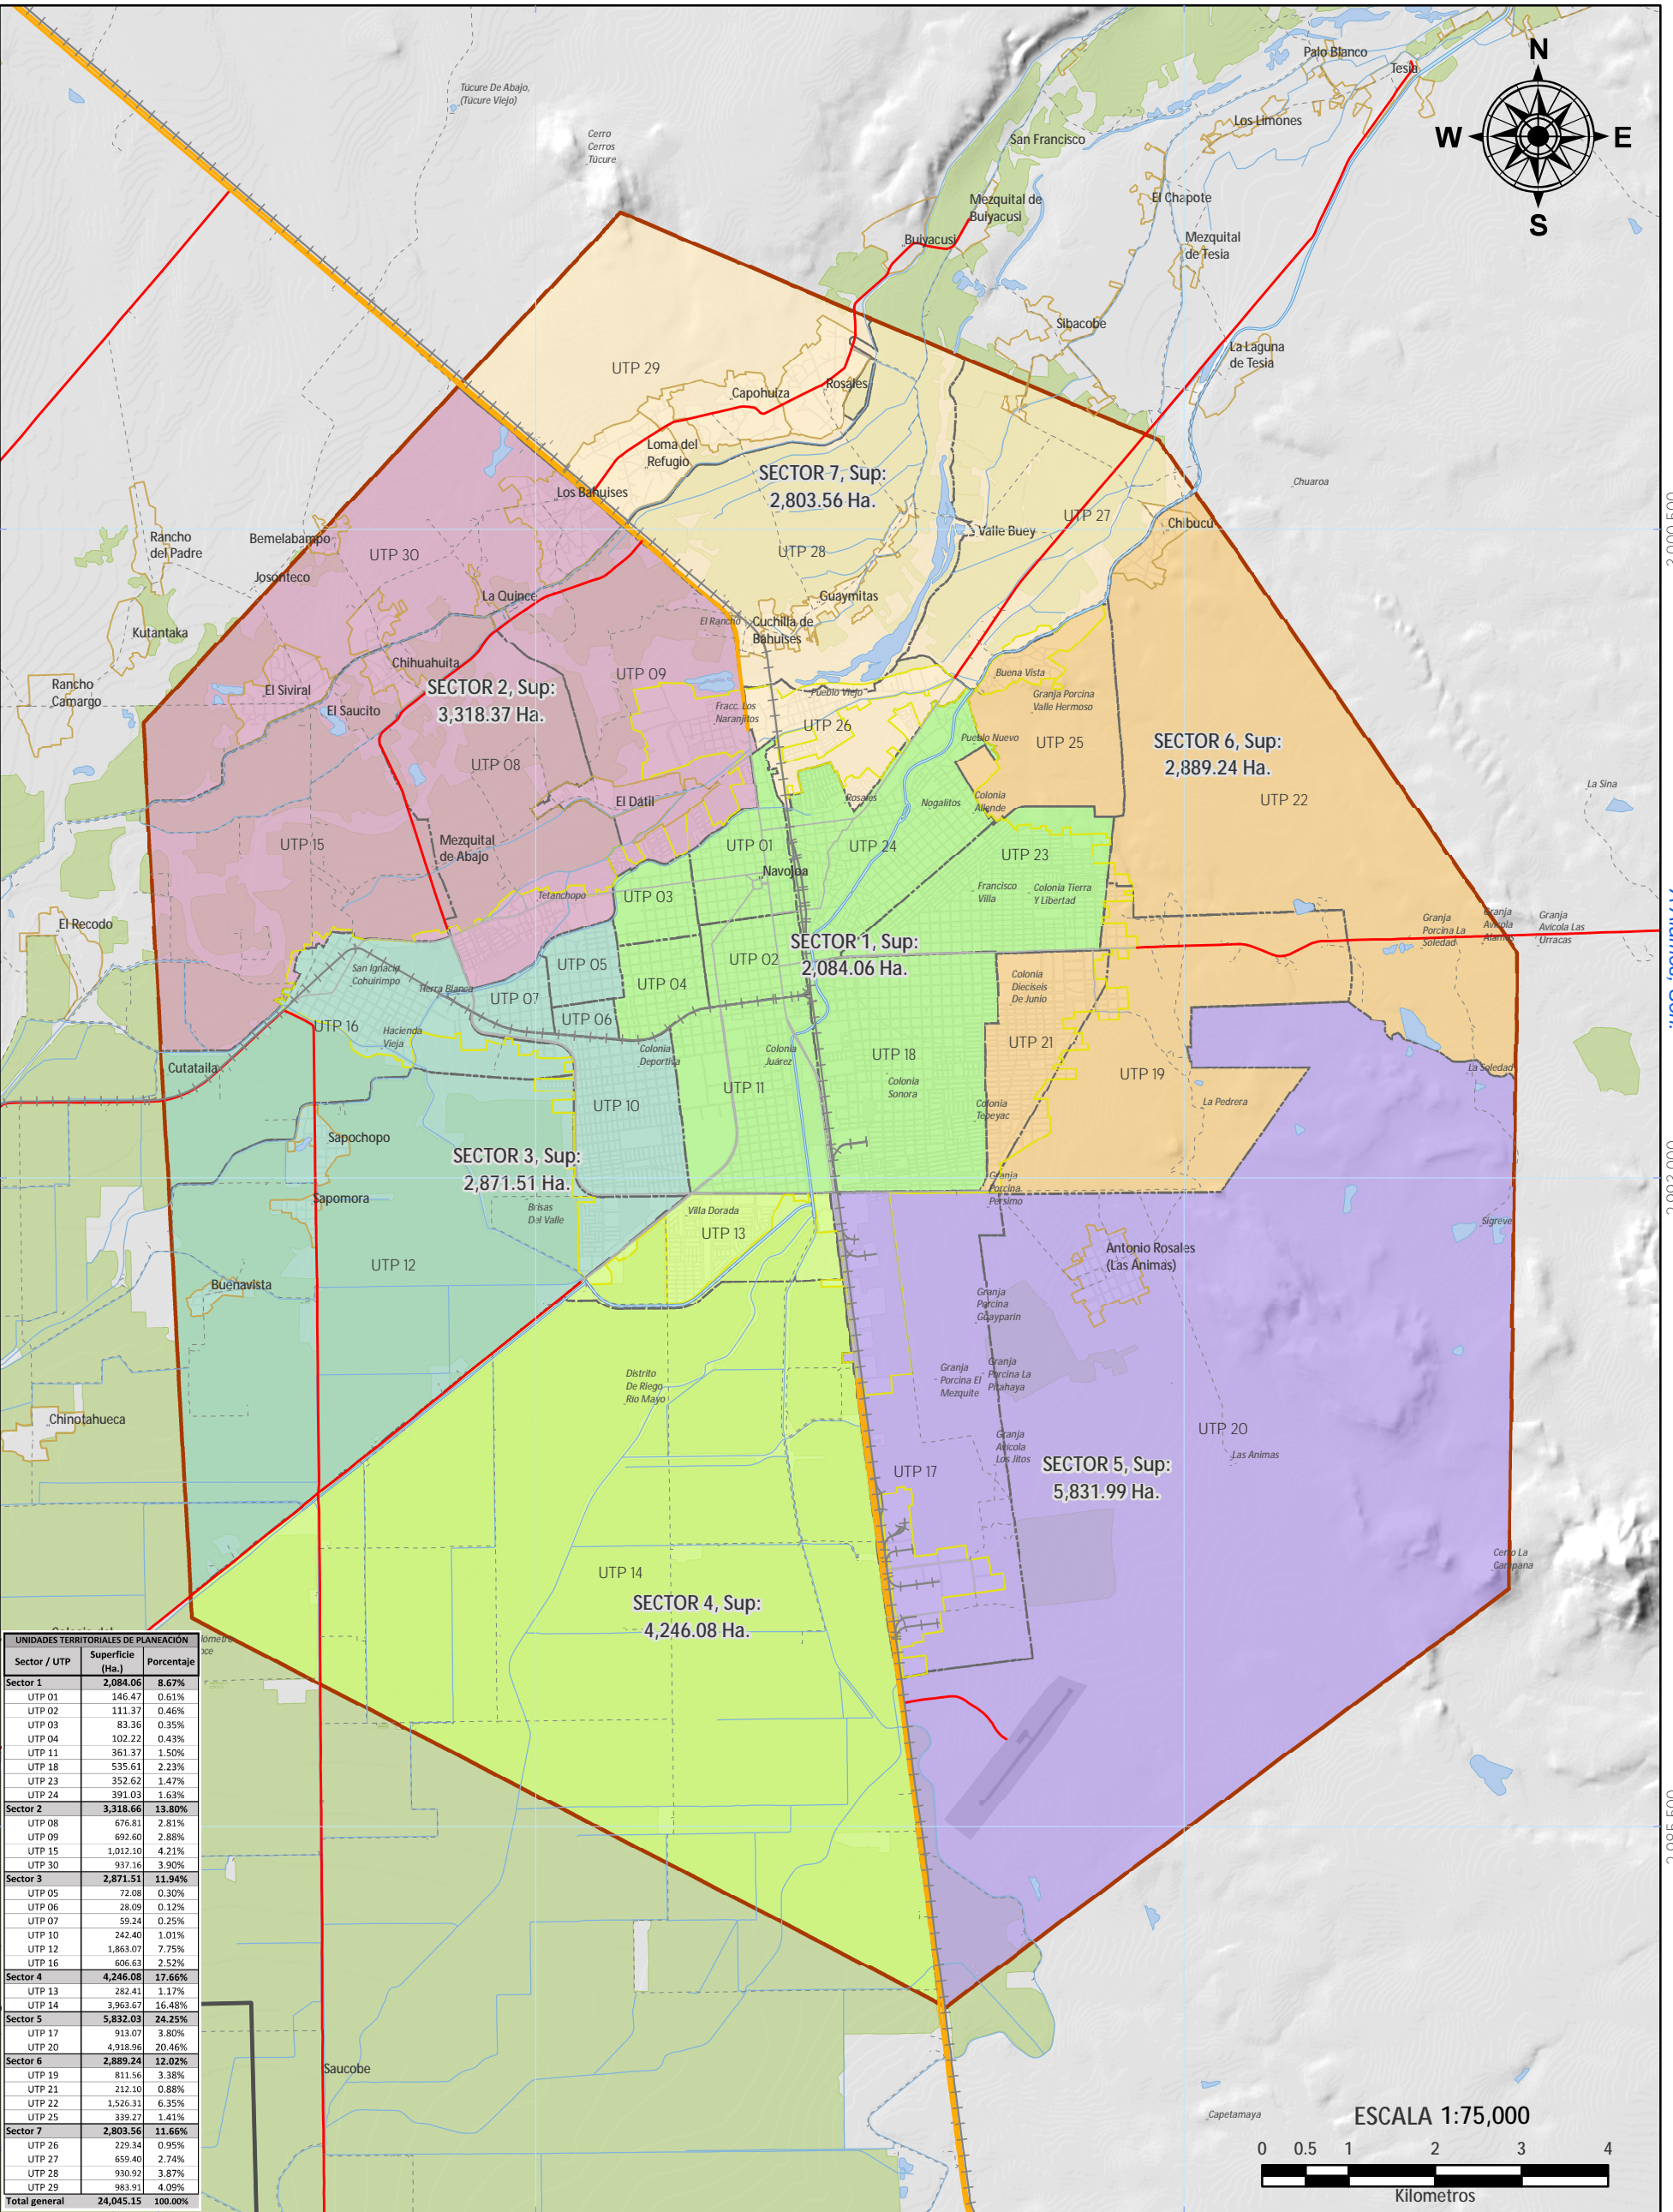 N
W
E
S
Palo Blanco
Tesia
Túcure De Abajo,
(Túcure Viejo)
Los Limones
Cerro
Cerros
Túcure
San Francisco
El Chapote
Mezquital de
Buiyacusi
Buiyacusi
Mezquital
de Tesia
Sibacobe
La Laguna
de Tesia
UTP 29
Capohuiza
Rosales
Loma del
Refugio
SECTOR 7, Sup:
2,803.56 Ha.
Los Bahuises
Chuaroa
UTP 27
Chibucu
Valle Buey
Rancho
del Padre
Bemelabampo
UTP 30
UTP 28
Josonteco
La Quince
Guaymitas
El Rancho
Cuchilla de
Bahuises
Kutantaka
Chihuahuita
UTP 09
Buena Vista
Rancho
Camargo
El Siviral
SECTOR 2, Sup:
3,318.37 Ha.
Pueblo Viejo
Granja Porcina
Valle Hermoso
El Saucito
Fracc. Los
Naranjitos
UTP 26
Pueblo Nuevo
UTP 25
SECTOR 6, Sup:
2,889.24 Ha.
UTP 08
La Sina
El Dátil
Rosales
Nogalitos
Colonia
Allende
UTP 22
UTP 15
Mezquital
de Abajo
UTP 01
UTP 24
UTP 23
Navojoa
Tetanchopo
UTP 03
Francisco
Villa
Colonia Tierra
Y Libertad
El Recodo
Granja
Porcina La
Soledad
Granja
Avícola
Alamos
Granja
Avícola Las
Urracas
SECTOR 1, Sup:
2,084.06 Ha.
San Ignacio
Cohuirimpo
Tierra Blanca
UTP 05
UTP 02
UTP 04
Colonia
Dieciseis
De Junio
UTP 07
UTP 06
UTP 16
Hacienda
Vieja
Colonia
Deportiva
Colonia
Juárez
UTP 18
UTP 21
Cutataila
UTP 11
Colonia
Sonora
UTP 19
La Soledad
UTP 10
Colonia
Tepeyac
La Pedrera
Sapochopo
SECTOR 3, Sup:
2,871.51 Ha.
Sapomora
Granja
Porcina
Persimo
Brisas
Del Valle
Villa Dorada
UTP 13
Sigreve
Antonio Rosales
(Las Animas)
UTP 12
Buenavista
Granja
Porcina
Guayparin
Distrito
De Riego
Rio Mayo
Granja
Porcina El
Mezquite
Granja
Porcina La
Pitahaya
Chinotahueca
UTP 20
Granja
Avícola
Los Jitos
Las Animas
SECTOR 5, Sup:
5,831.99 Ha.
UTP 17
UTP 14
Cerro La
Campana
SECTOR 4, Sup:
4,246.08 Ha.
UNIDADES TERRITORIALES DE PLANEACIÓN
Sector / UTP Superficie (Ha.) Porcentaje
Sector 1 2,084.06 8.67%
UTP 01 146.47 0.61%
UTP 02 111.37 0.46%
UTP 03 83.36 0.35%
UTP 04 102.22 0.43%
UTP 11 361.37 1.50%
UTP 18 535.61 2.23%
UTP 23 352.62 1.47%
UTP 24 391.03 1.63%
Sector 2 3,318.66 13.80%
UTP 08 676.81 2.81%
UTP 09 692.60 2.88%
UTP 15 1,012.10 4.21%
UTP 30 937.16 3.90%
Sector 3 2,871.51 11.94%
UTP 05 72.08 0.30%
UTP 06 28.09 0.12%
UTP 07 59.24 0.25%
UTP 10 242.40 1.01%
UTP 12 1,863.07 7.75%
UTP 16 606.63 2.52%
Sector 4 4,246.08 17.66%
UTP 13 282.41 1.17%
UTP 14 3,963.67 16.48%
Sector 5 5,832.03 24.25%
UTP 17 913.07 3.80%
UTP 20 4,918.96 20.46%
Sector 6 2,889.24 12.02%
UTP 19 811.56 3.38%
UTP 21 212.10 0.88%
UTP 22 1,526.31 6.35%
UTP 25 339.27 1.41%
Sector 7 2,803.56 11.66%
UTP 26 229.34 0.95%
UTP 27 659.40 2.74%
UTP 28 930.92 3.87%
UTP 29 983.91 4.09%
Total general 24,045.15 100.00%
Saucobe
Capetamaya
ESCALA 1:75,000
0 0.5 1 2 3 4
Kilometros